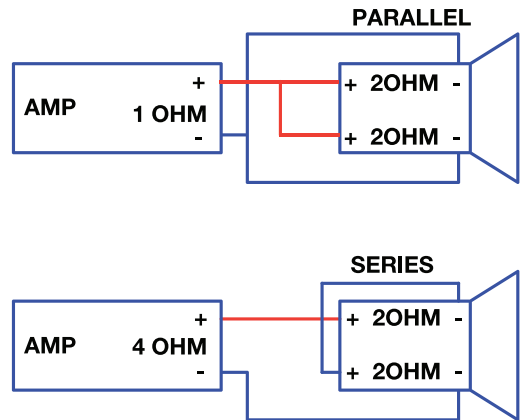 PARALLEL
+
AMP
1 OHM
-
+ 2OHM -
+ 2OHM -
SERIES
+
AMP
4 OHM
-
+ 2OHM -
+ 2OHM -